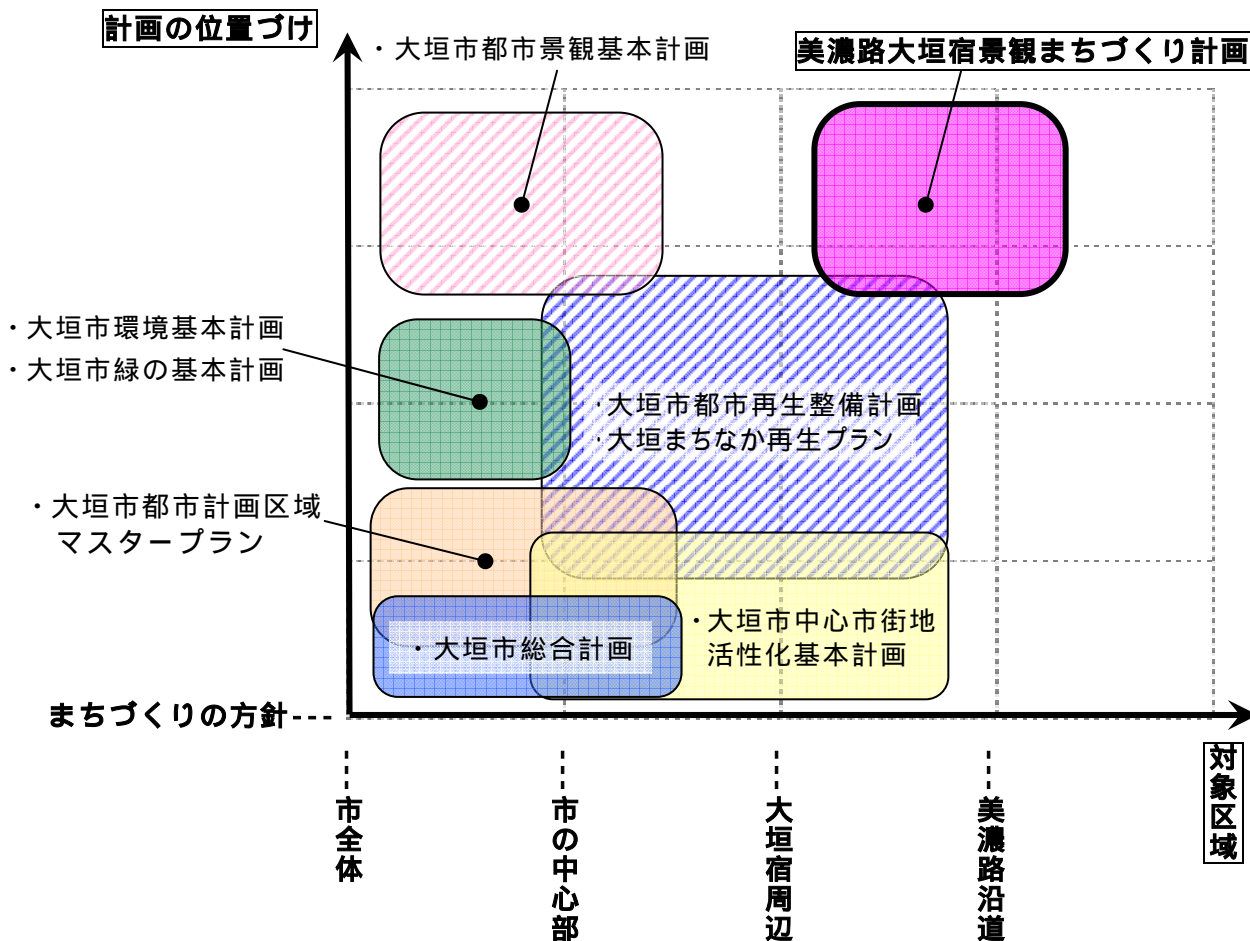 計画の位置づけ
・大垣市都市景観基本計画
美濃路大垣宿景観まちづくり計画
・大垣市環境基本計画
・大垣市緑の基本計画
・大垣市都市再生整備計画
・大垣まちなか再生プラン
・大垣市都市計画区域
マスタープラン
・大垣市中心市街地
活性化基本計画
・大垣市総合計画
まちづくりの方針
対象区域
市全体
市の中心部
大垣宿周辺
美濃路沿道